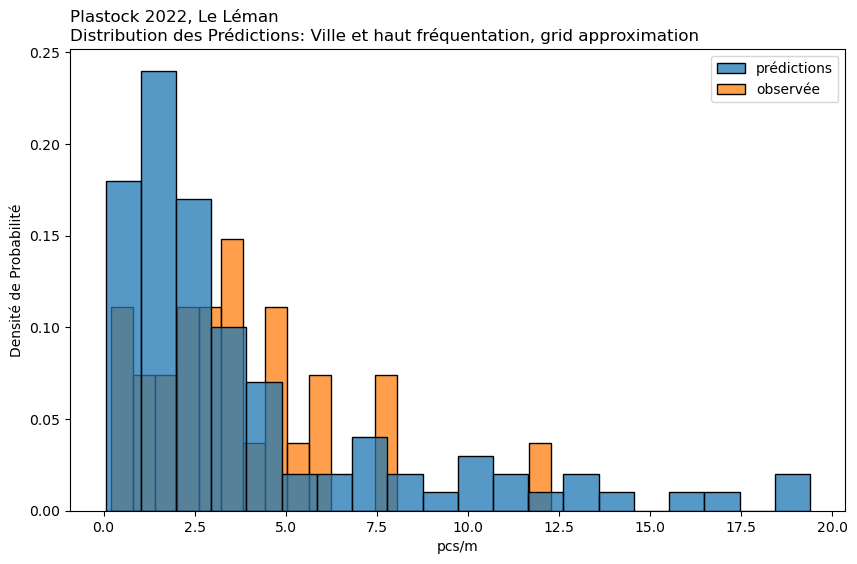 Plastock 2022, Le Léman
Distribution des Prédictions: Ville et haut fréquentation, grid approximation
prédictions
observée
Densité de Probabilité
0.25
0.20
0.15
0.10
0.05
0.00
0.0 2.5 5.0 7.5 10.0 12.5 15.0 17.5 20.0
pcs/m